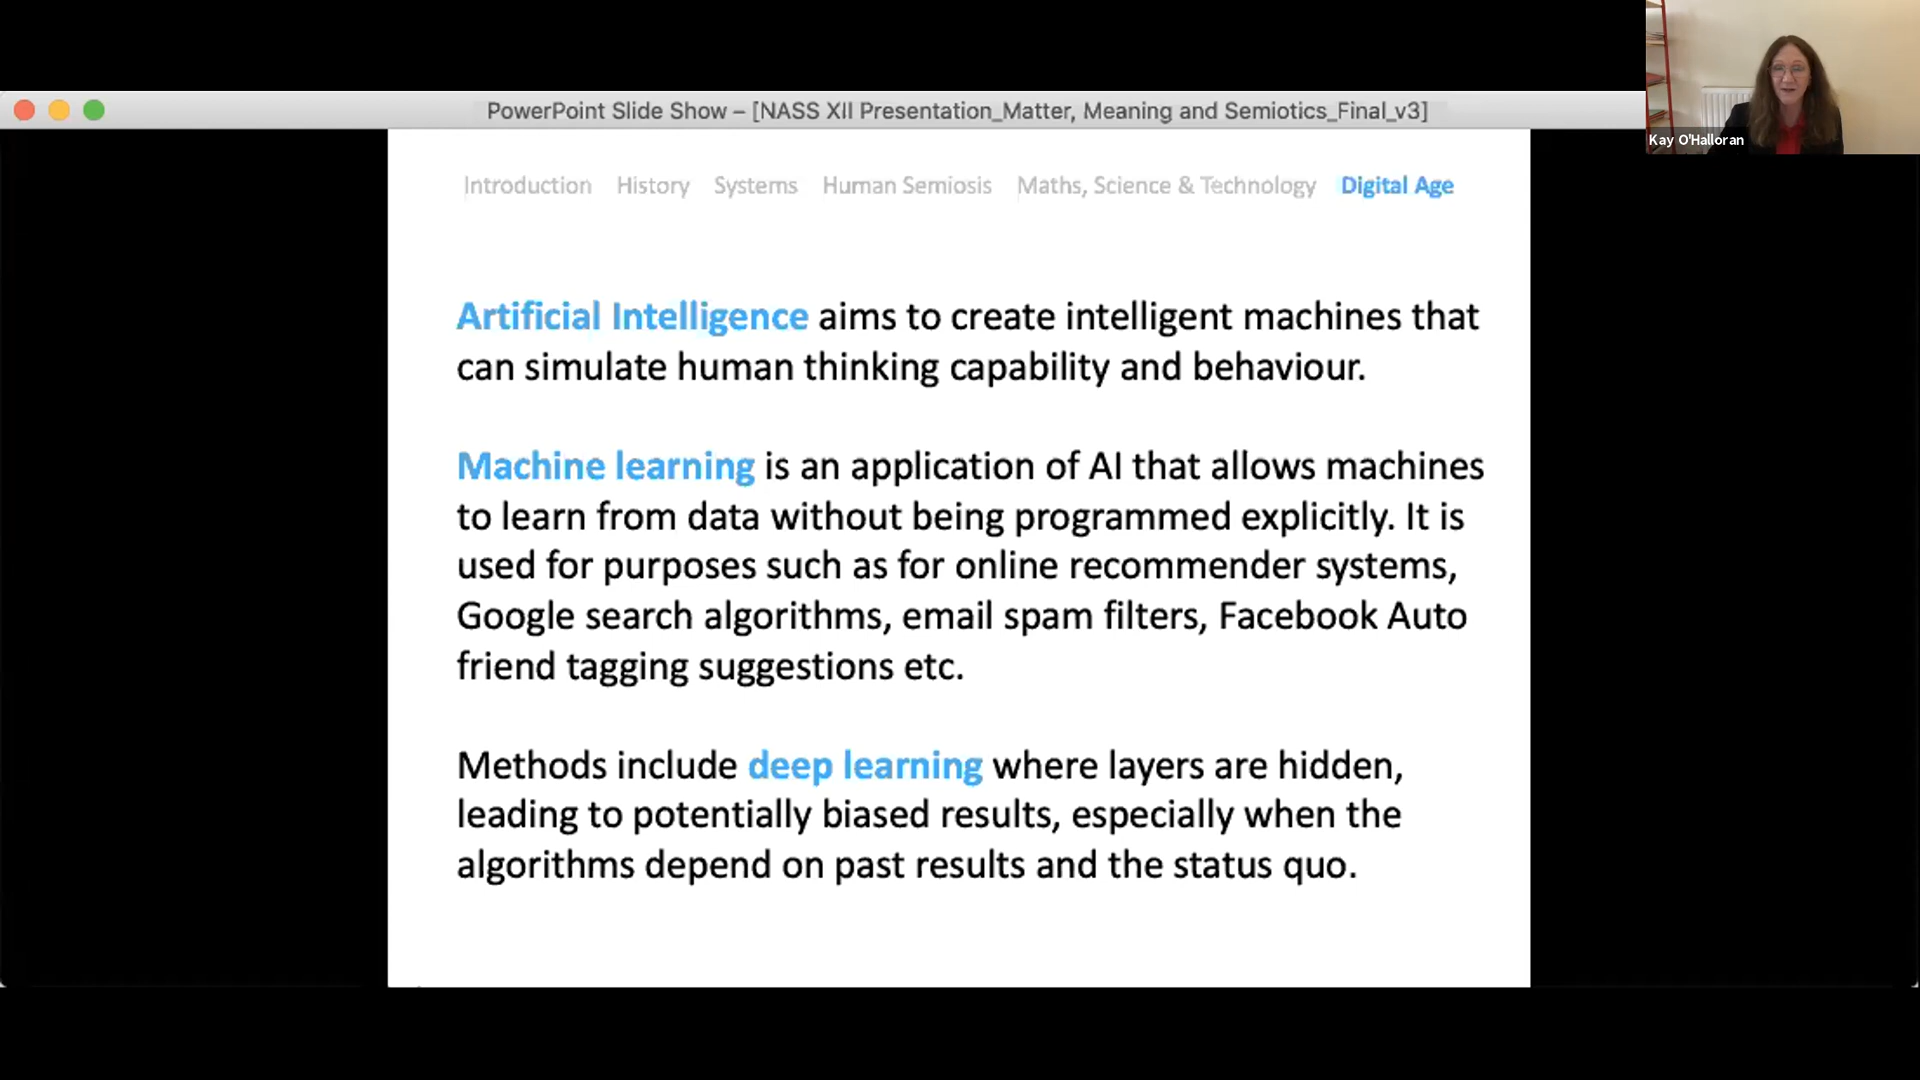 PowerPoint Slide Show – [NASS XII Presentation_Matter, Meaning and Semiotics_Final_v3]
Kay O'Halloran
Introduction History Systems Human Semiosis Maths, Science & Technology Digital Age
Artificial Intelligence aims to create intelligent machines that
can simulate human thinking capability and behaviour.
Machine learning is an application of AI that allows machines
to learn from data without being programmed explicitly. It is
used for purposes such as for online recommender systems,
Google search algorithms, email spam filters, Facebook Auto
friend tagging suggestions etc.
Methods include deep learning where layers are hidden,
leading to potentially biased results, especially when the
algorithms depend on past results and the status quo.